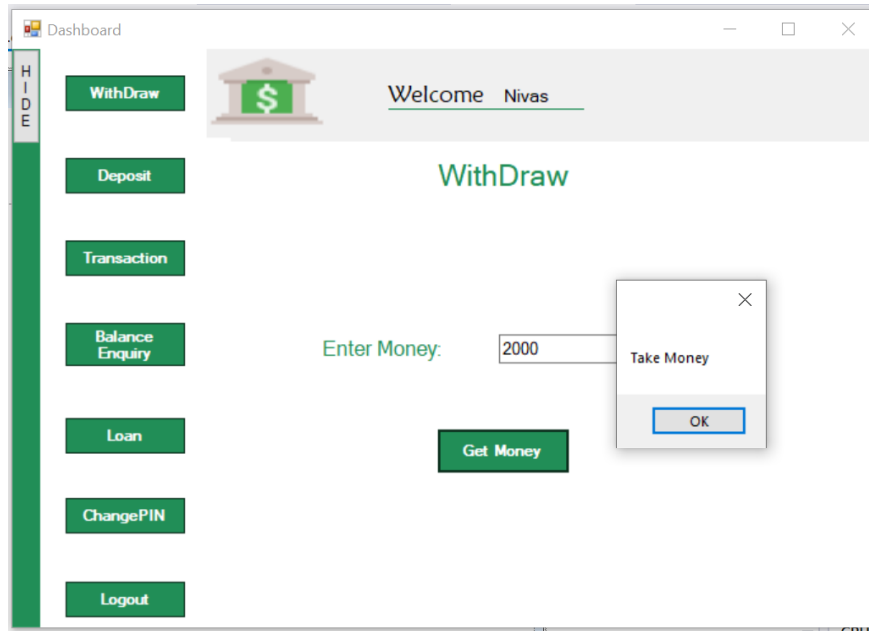 Dashboard
H
I
D
E
WithDraw
Deposit
Transaction
Balance
Enquiry
Loan
ChangePIN
Logout
$
Welcome Nivas
WithDraw
Enter Money: 2000
Get Money
Take Money
OK